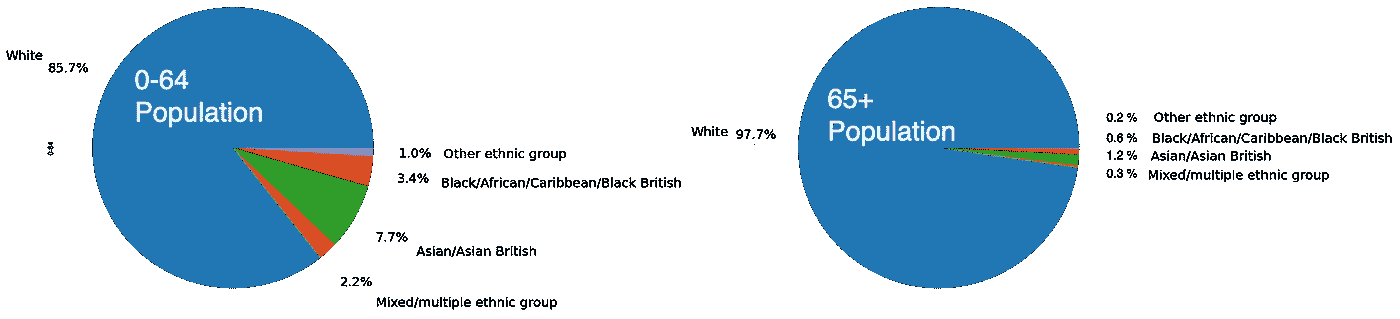 White
85.7%
0-64
Population
0-64
1.0% Other ethnic group
3.4% Black/African/Caribbean/Black British
7.7%
Asian/Asian British
2.2%
Mixed/multiple ethnic group
White 97.7%
65+
Population
0.2 % Other ethnic group
0.6 % Black/African/Caribbean/Black British
1.2 % Asian/Asian British
0.3 % Mixed/multiple ethnic group